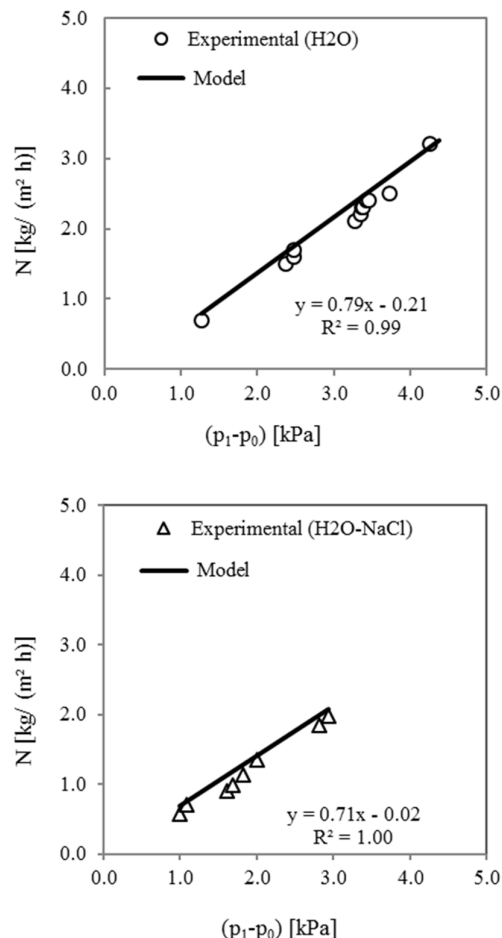 5.0
Experimental (H2O)
Model
4.0
3.0
2.0
1.0
0.0
N [kg/ (m² h)]
y = 0.79x - 0.21
R² = 0.99
0.0 1.0 2.0 3.0 4.0 5.0
(p₁-p₀) [kPa]
5.0
Experimental (H2O-NaCl)
Model
4.0
3.0
2.0
1.0
0.0
N [kg/ (m² h)]
y = 0.71x - 0.02
R² = 1.00
0.0 1.0 2.0 3.0 4.0 5.0
(p₁-p₀) [kPa]